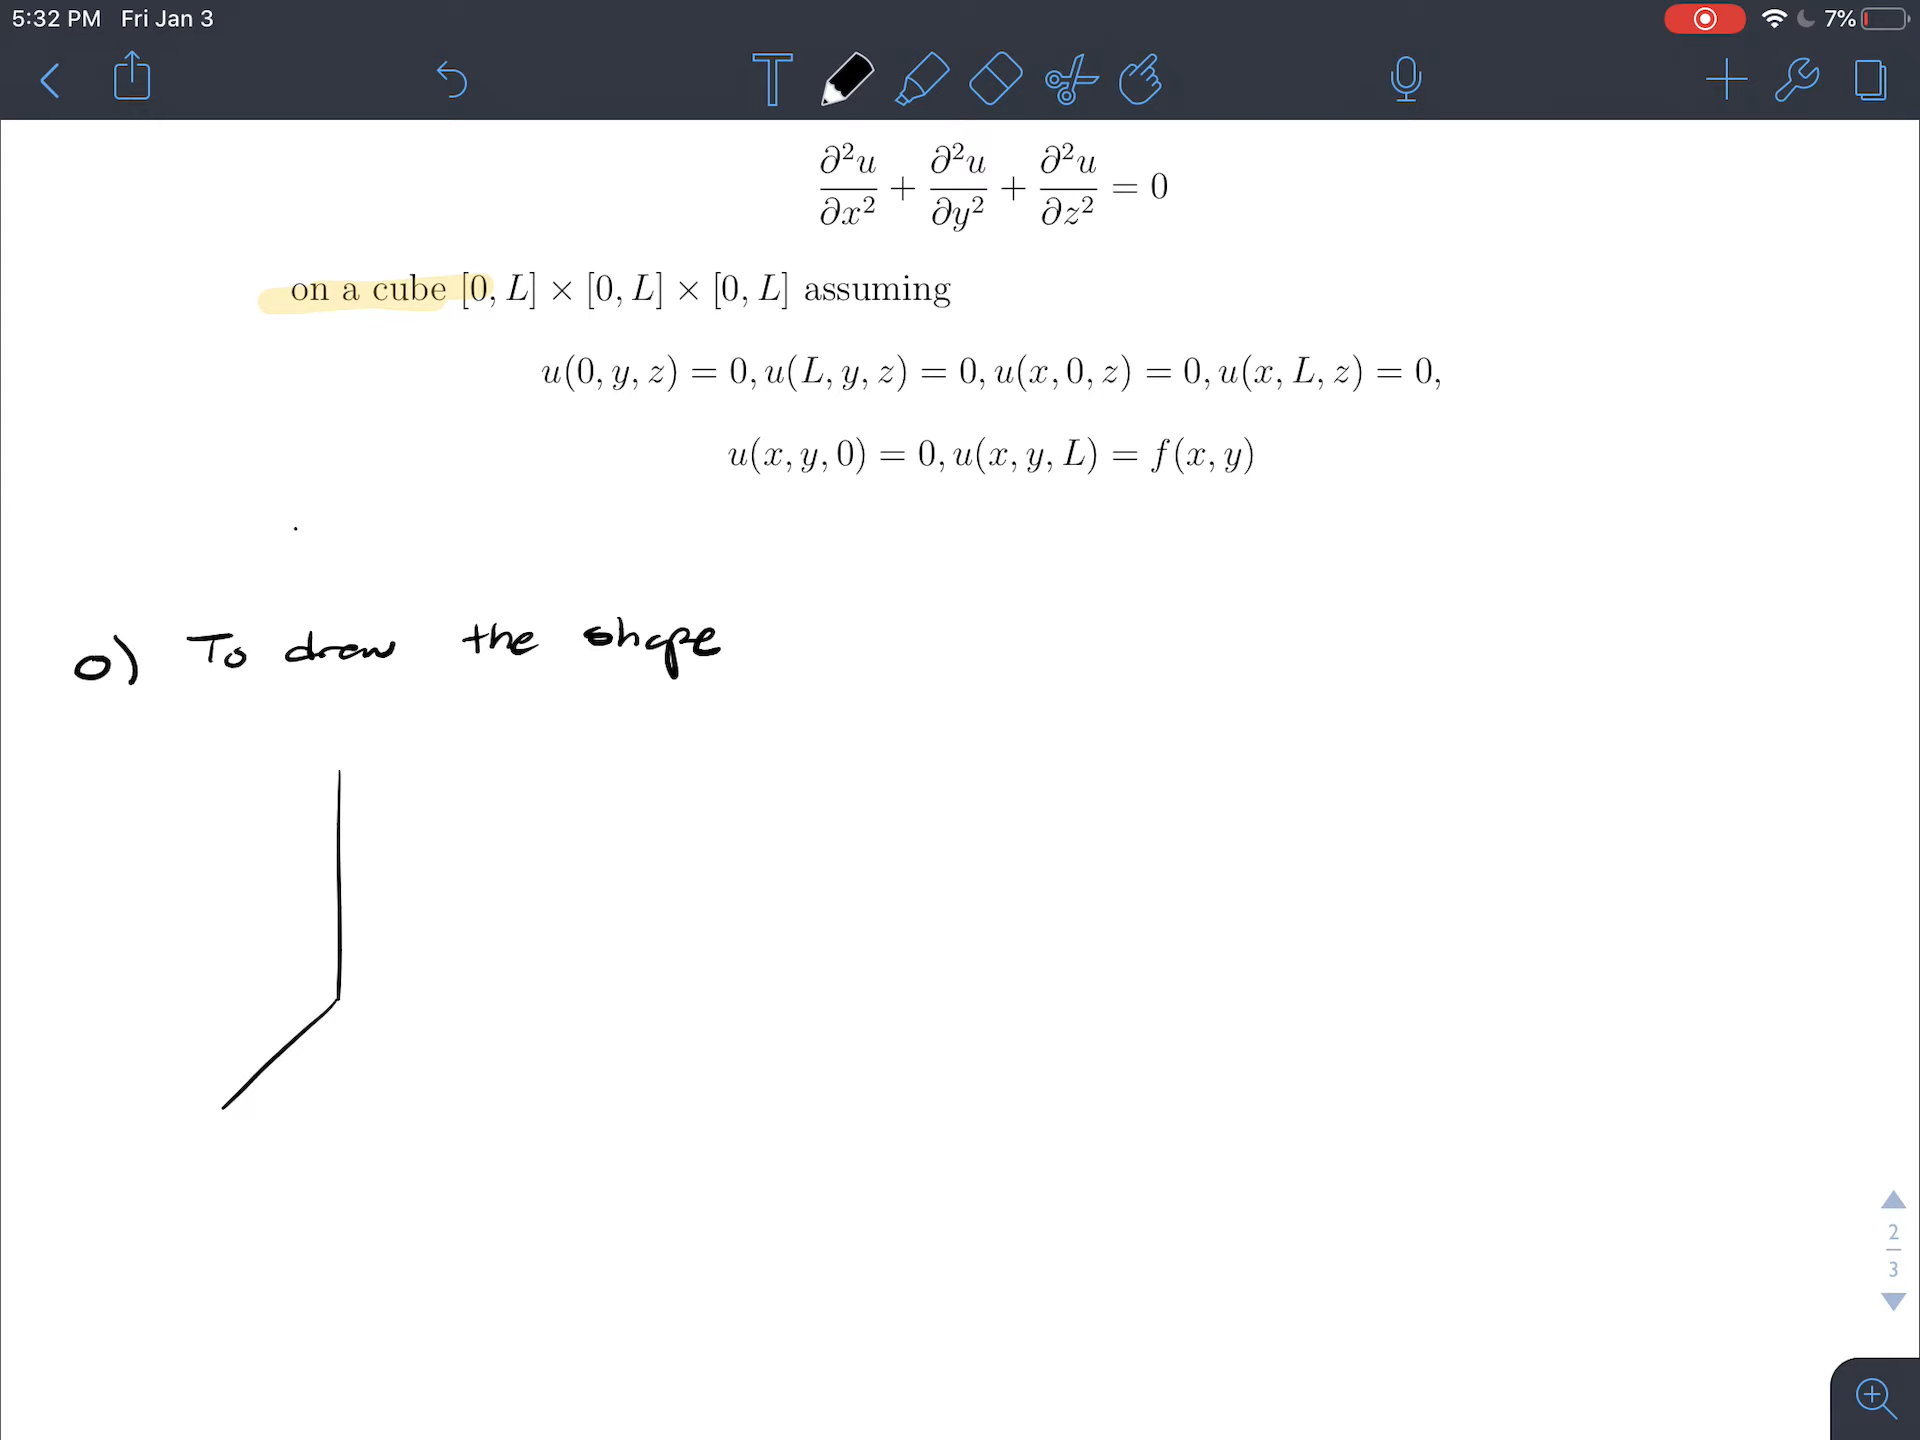 5:32 PM Fri Jan 3 7%
∂²u/∂x² + ∂²u/∂y² + ∂²u/∂z² = 0
on a cube [0, L] × [0, L] × [0, L] assuming
u(0, y, z) = 0, u(L, y, z) = 0, u(x, 0, z) = 0, u(x, L, z) = 0,
u(x, y, 0) = 0, u(x, y, L) = f(x, y)
.
0) To draw the shape
2
3